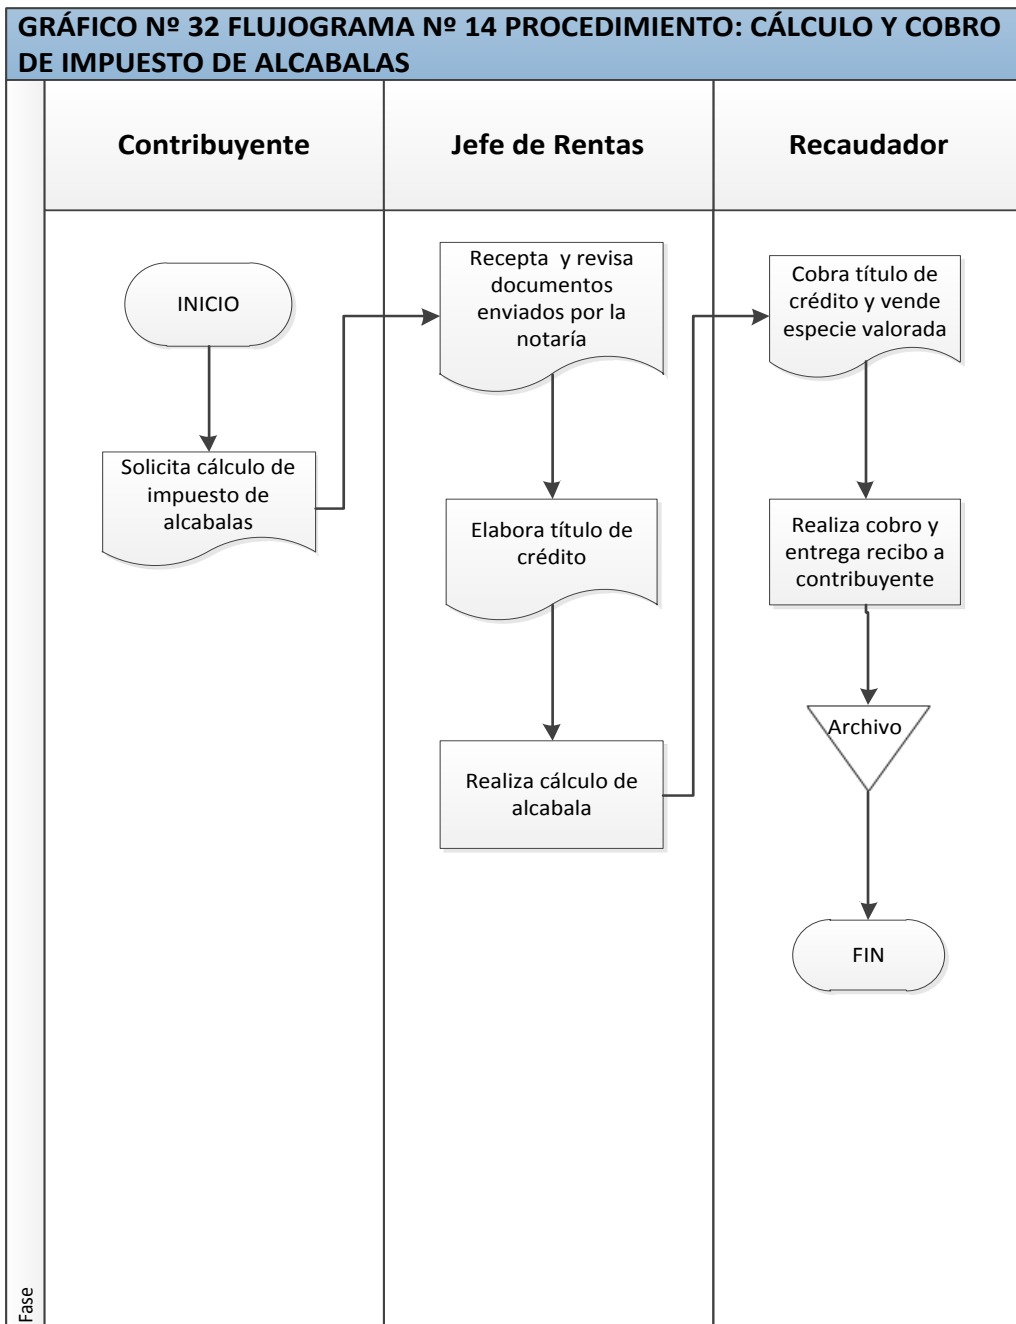 GRÁFICO Nº 32 FLUJOGRAMA Nº 14 PROCEDIMIENTO: CÁLCULO Y COBRO
DE IMPUESTO DE ALCABALAS
Contribuyente
Jefe de Rentas
Recaudador
INICIO
Solicita cálculo de
impuesto de
alcabalas
Recepta y revisa
documentos
enviados por la
notaría
Elabora título de
crédito
Realiza cálculo de
alcabala
Cobra título de
crédito y vende
especie valorada
Realiza cobro y
entrega recibo a
contribuyente
Archivo
FIN
Fase